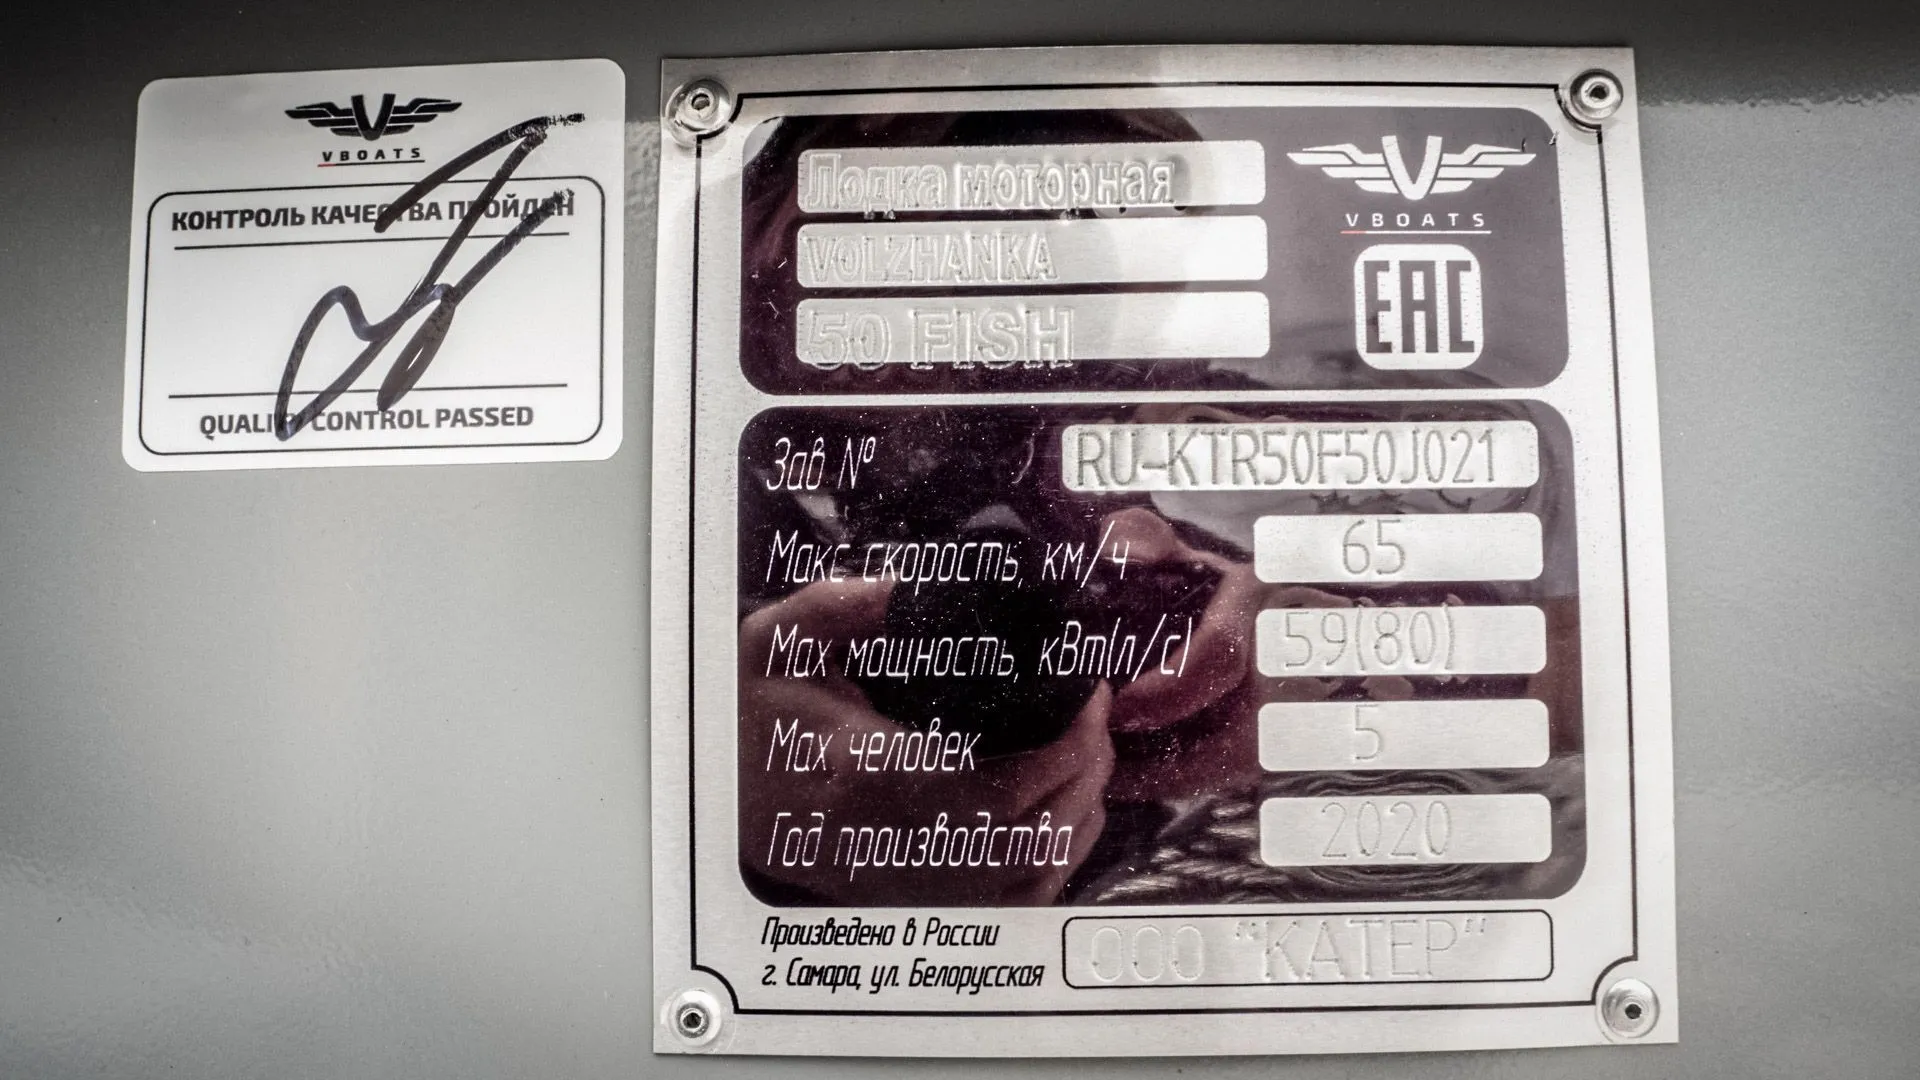 VBOATS
КОНТРОЛЬ КАЧЕСТВА ПРОЙДЕН
QUALITY CONTROL PASSED
Лодка моторная
VOLZHANKA
50 FISH
VBOATS
EAC
Зав № RU-KTR50F50J021
Макс скорость, км/ч 65
Мах мощность, кВт(л/с) 59(80)
Мах человек 5
Год производства 2020
Произведено в России
г. Самара, ул. Белорусская
ООО "КАТЕР"